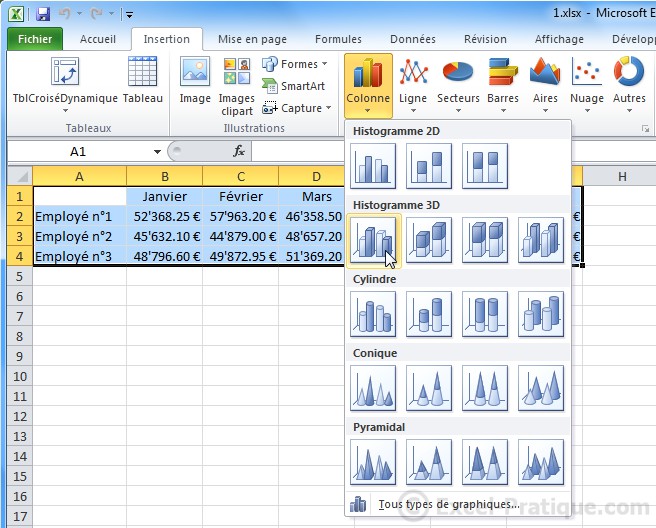 1.xlsx - Microsoft E
Fichier Accueil Insertion Mise en page Formules Données Révision Affichage Développeur
TblCroiséDynamique Tableau Image Images clipart Formes SmartArt Capture Colonne Ligne Secteurs Barres Aires Nuage Autres
Tableaux Illustrations
A1 fx
A B C D H
1 Janvier Février Mars
2 Employé n°1 52'368.25 € 57'963.20 € 46'358.50 €
3 Employé n°2 45'632.10 € 44'879.00 € 48'657.20 €
4 Employé n°3 48'796.60 € 49'872.95 € 51'369.20 €
5
6
7
8
9
10
11
12
13
14
15
16
17
Histogramme 2D
Histogramme 3D
Cylindre
Conique
Pyramidal
Tous types de graphiques...
© Excel-Pratique.com